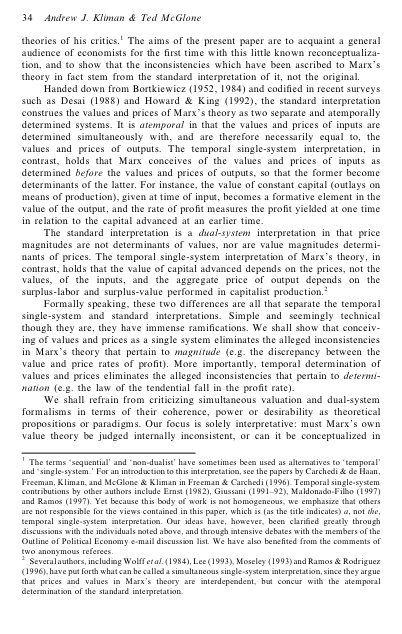 34 Andrew J. Kliman & Ted McGlone
theories of his critics.1 The aims of the present paper are to acquaint a general
audience of economists for the first time with this little known reconceptualiza-
tion, and to show that the inconsistencies which have been ascribed to Marx's
theory in fact stem from the standard interpretation of it, not the original.
Handed down from Bortkiewicz (1952, 1984) and codified in recent surveys
such as Desai (1988) and Howard & King (1992), the standard interpretation
construes the values and prices of Marx's theory as two separate and atemporally
determined systems. It is atemporal in that the values and prices of inputs are
determined simultaneously with, and are therefore necessarily equal to, the
values and prices of outputs. The temporal single-system interpretation, in
contrast, holds that Marx conceives of the values and prices of inputs as
determined before the values and prices of outputs, so that the former become
determinants of the latter. For instance, the value of constant capital (outlays on
means of production), given at time of input, becomes a formative element in the
value of the output, and the rate of profit measures the profit yielded at one time
in relation to the capital advanced at an earlier time.
The standard interpretation is a dual-system interpretation in that price
magnitudes are not determinants of values, nor are value magnitudes determi-
nants of prices. The temporal single-system interpretation of Marx's theory, in
contrast, holds that the value of capital advanced depends on the prices, not the
values, of the inputs, and the aggregate price of output depends on the
surplus-labor and surplus-value performed in capitalist production.2
Formally speaking, these two differences are all that separate the temporal
single-system and standard interpretations. Simple and seemingly technical
though they are, they have immense ramifications. We shall show that conceiv-
ing of values and prices as a single system eliminates the alleged inconsistencies
in Marx's theory that pertain to magnitude (e.g. the discrepancy between the
value and price rates of profit). More importantly, temporal determination of
values and prices eliminates the alleged inconsistencies that pertain to determi-
nation (e.g. the law of the tendential fall in the profit rate).
We shall refrain from criticizing simultaneous valuation and dual-system
formalisms in terms of their coherence, power or desirability as theoretical
propositions or paradigms. Our focus is solely interpretive: must Marx's own
value theory be judged internally inconsistent, or can it be conceptualized in
1 The terms 'sequential' and 'non-dualist' have sometimes been used as alternatives to 'temporal'
and 'single-system.' For an introduction to this interpretation, see the papers by Carchedi & de Haan,
Freeman, Kliman, and McGlone & Kliman in Freeman & Carchedi (1996). Temporal single-system
contributions by other authors include Ernst (1982), Giussani (1991–92), Maldonado-Filho (1997)
and Ramos (1997). Yet because this body of work is not homogeneous, we emphasize that others
are not responsible for the views contained in this paper, which is (as the title indicates) a, not the,
temporal single-system interpretation. Our ideas have, however, been clarified greatly through
discussions with the individuals noted above, and through intensive debates with the members of the
Outline of Political Economy e-mail discussion list. We have also benefited from the comments of
two anonymous referees.
2 Several authors, including Wolff et al. (1984), Lee (1993), Moseley (1993) and Ramos & Rodriguez
(1996), have put forth what can be called a simultaneous single-system interpretation, since they argue
that prices and values in Marx's theory are interdependent, but concur with the atemporal
determination of the standard interpretation.